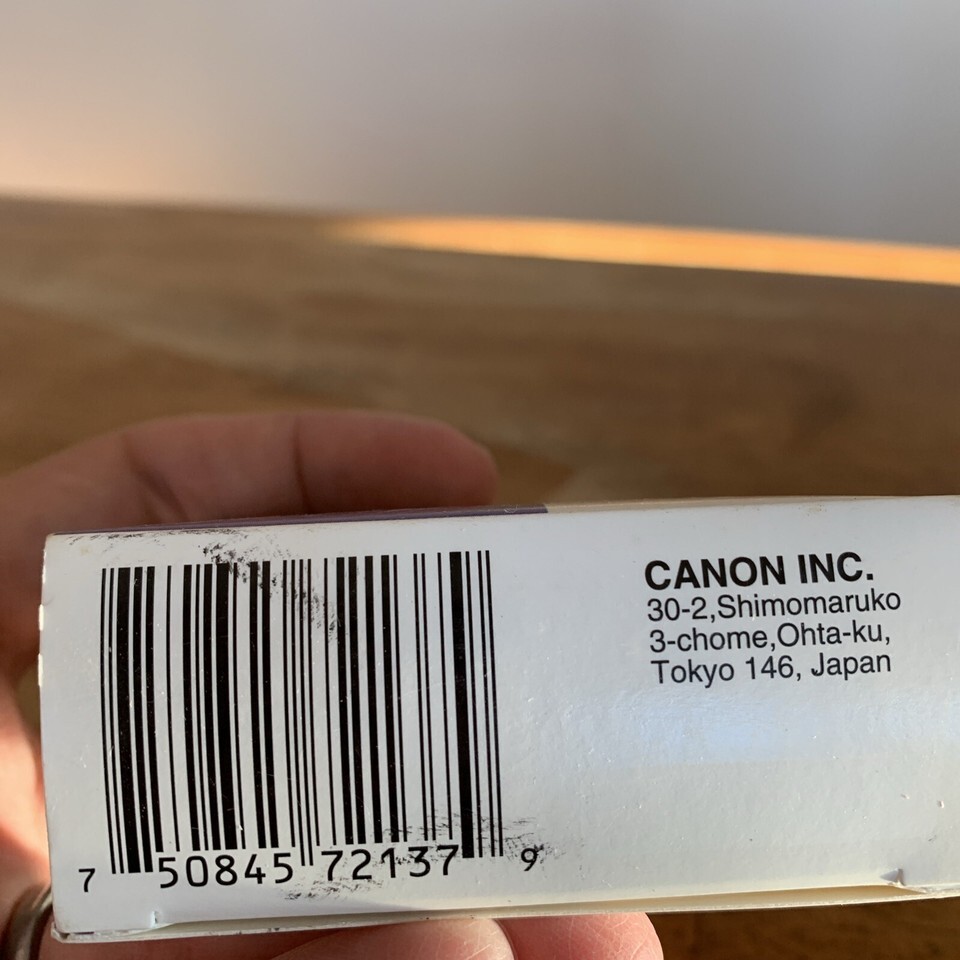 CANON INC.
30-2,Shimomaruko
3-chome,Ohta-ku,
Tokyo 146, Japan
7 50845 72137 9